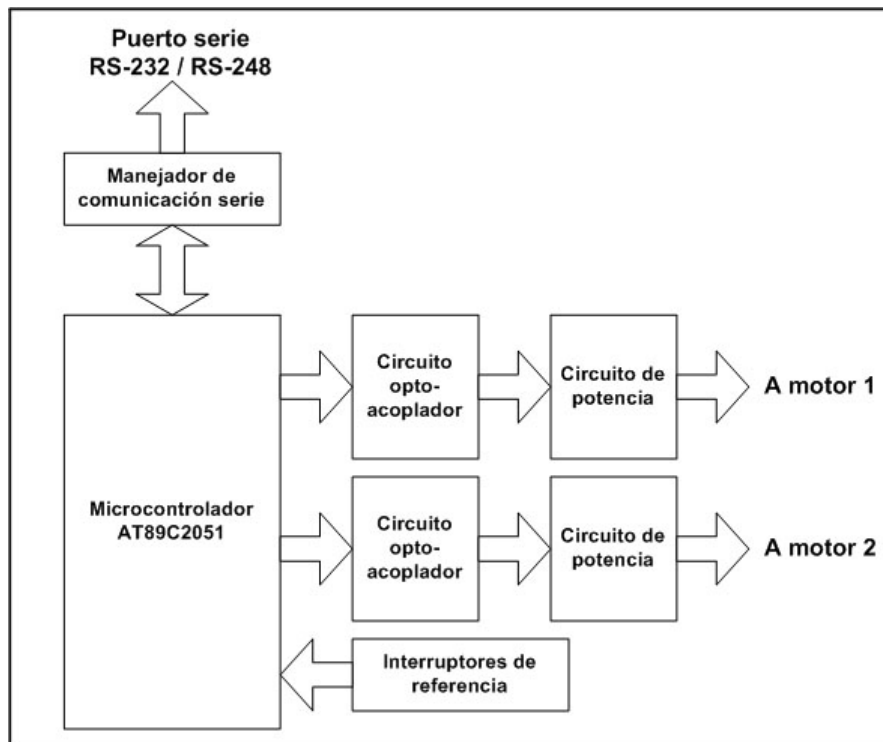 Puerto serie
RS-232 / RS-248
Manejador de
comunicación serie
Microcontrolador
AT89C2051
Circuito
opto-
acoplador
Circuito de
potencia
A motor 1
Circuito
opto-
acoplador
Circuito de
potencia
A motor 2
Interruptores de
referencia